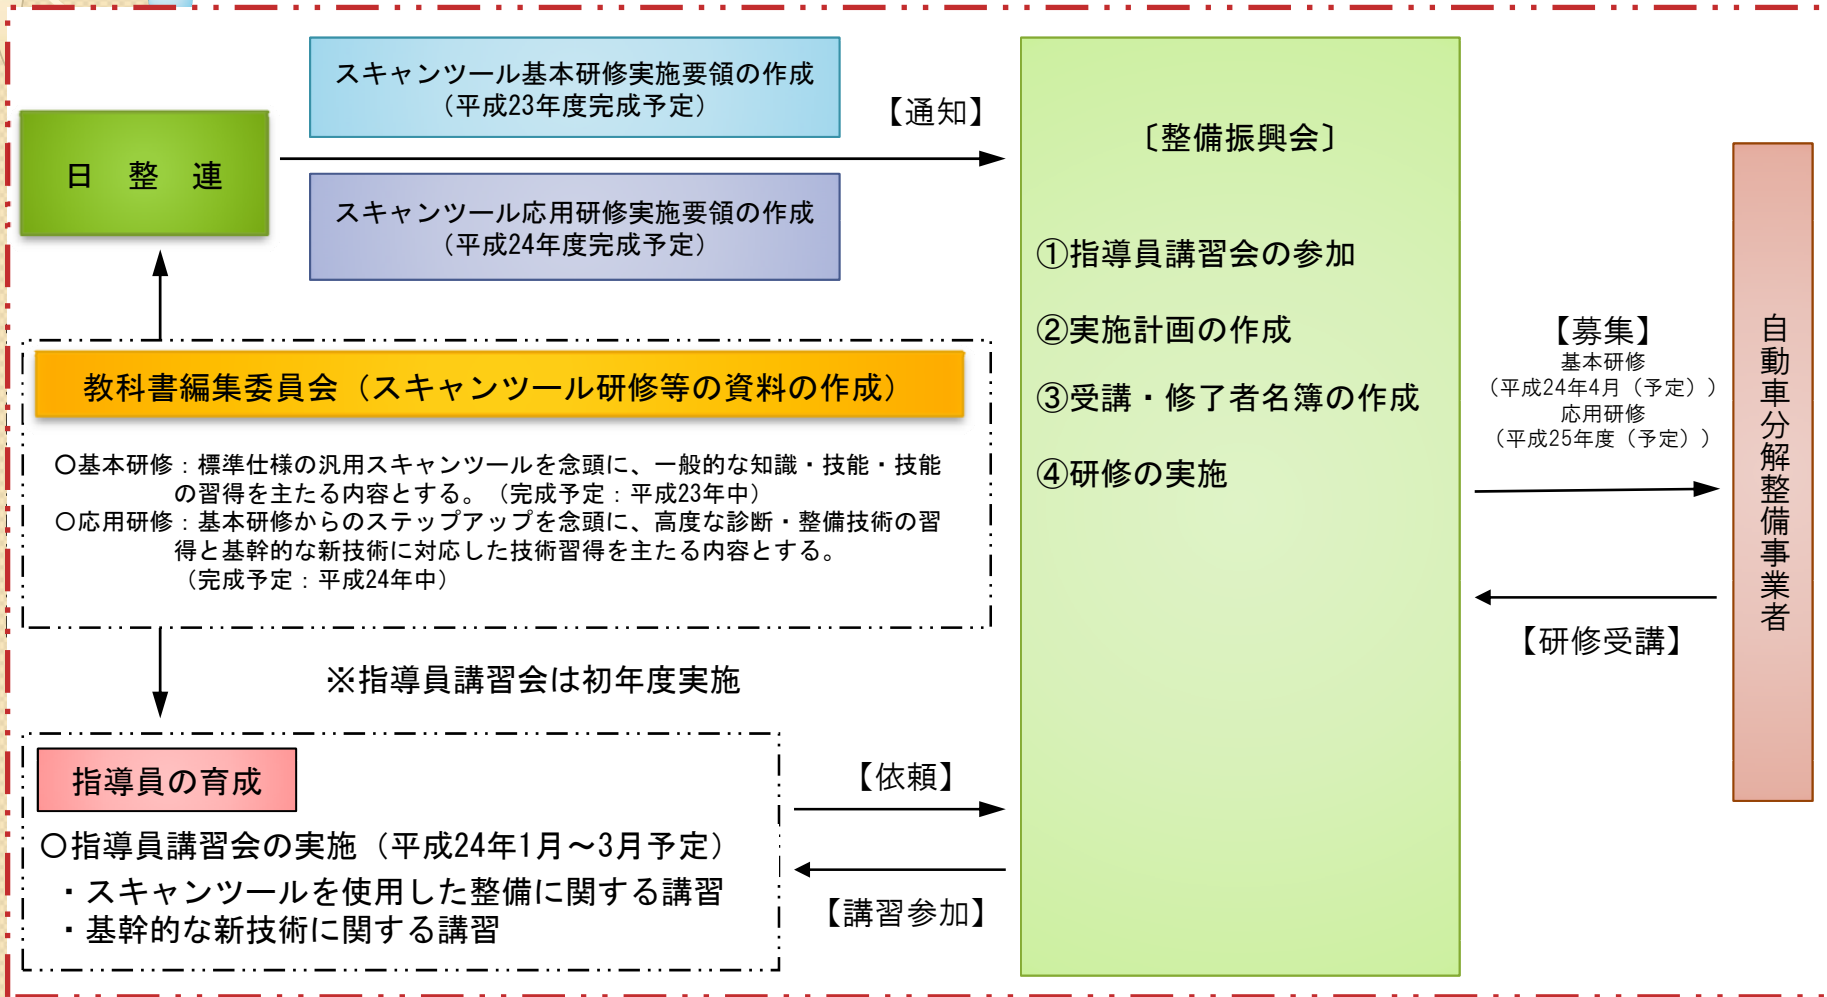 スキャンツール基本研修実施要領の作成
（平成23年度完成予定）
【通知】
日　整　連
スキャンツール応用研修実施要領の作成
（平成24年度完成予定）
教科書編集委員会（スキャンツール研修等の資料の作成）
○基本研修：標準仕様の汎用スキャンツールを念頭に、一般的な知識・技能・技能
の習得を主たる内容とする。（完成予定：平成23年中）
○応用研修：基本研修からのステップアップを念頭に、高度な診断・整備技術の習
得と基幹的な新技術に対応した技術習得を主たる内容とする。
（完成予定：平成24年中）
※指導員講習会は初年度実施
指導員の育成
○指導員講習会の実施（平成24年1月～3月予定）
・スキャンツールを使用した整備に関する講習
・基幹的な新技術に関する講習
【依頼】
【講習参加】
〔整備振興会〕
①指導員講習会の参加
②実施計画の作成
③受講・修了者名簿の作成
④研修の実施
【募集】
基本研修
（平成24年4月（予定））
応用研修
（平成25年度（予定））
【研修受講】
自動車分解整備事業者